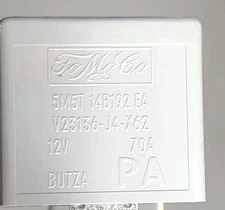 FoMoCo
5M5T 14B192 EA
V23136-J4-X62
12V 70A
BUTZA PA